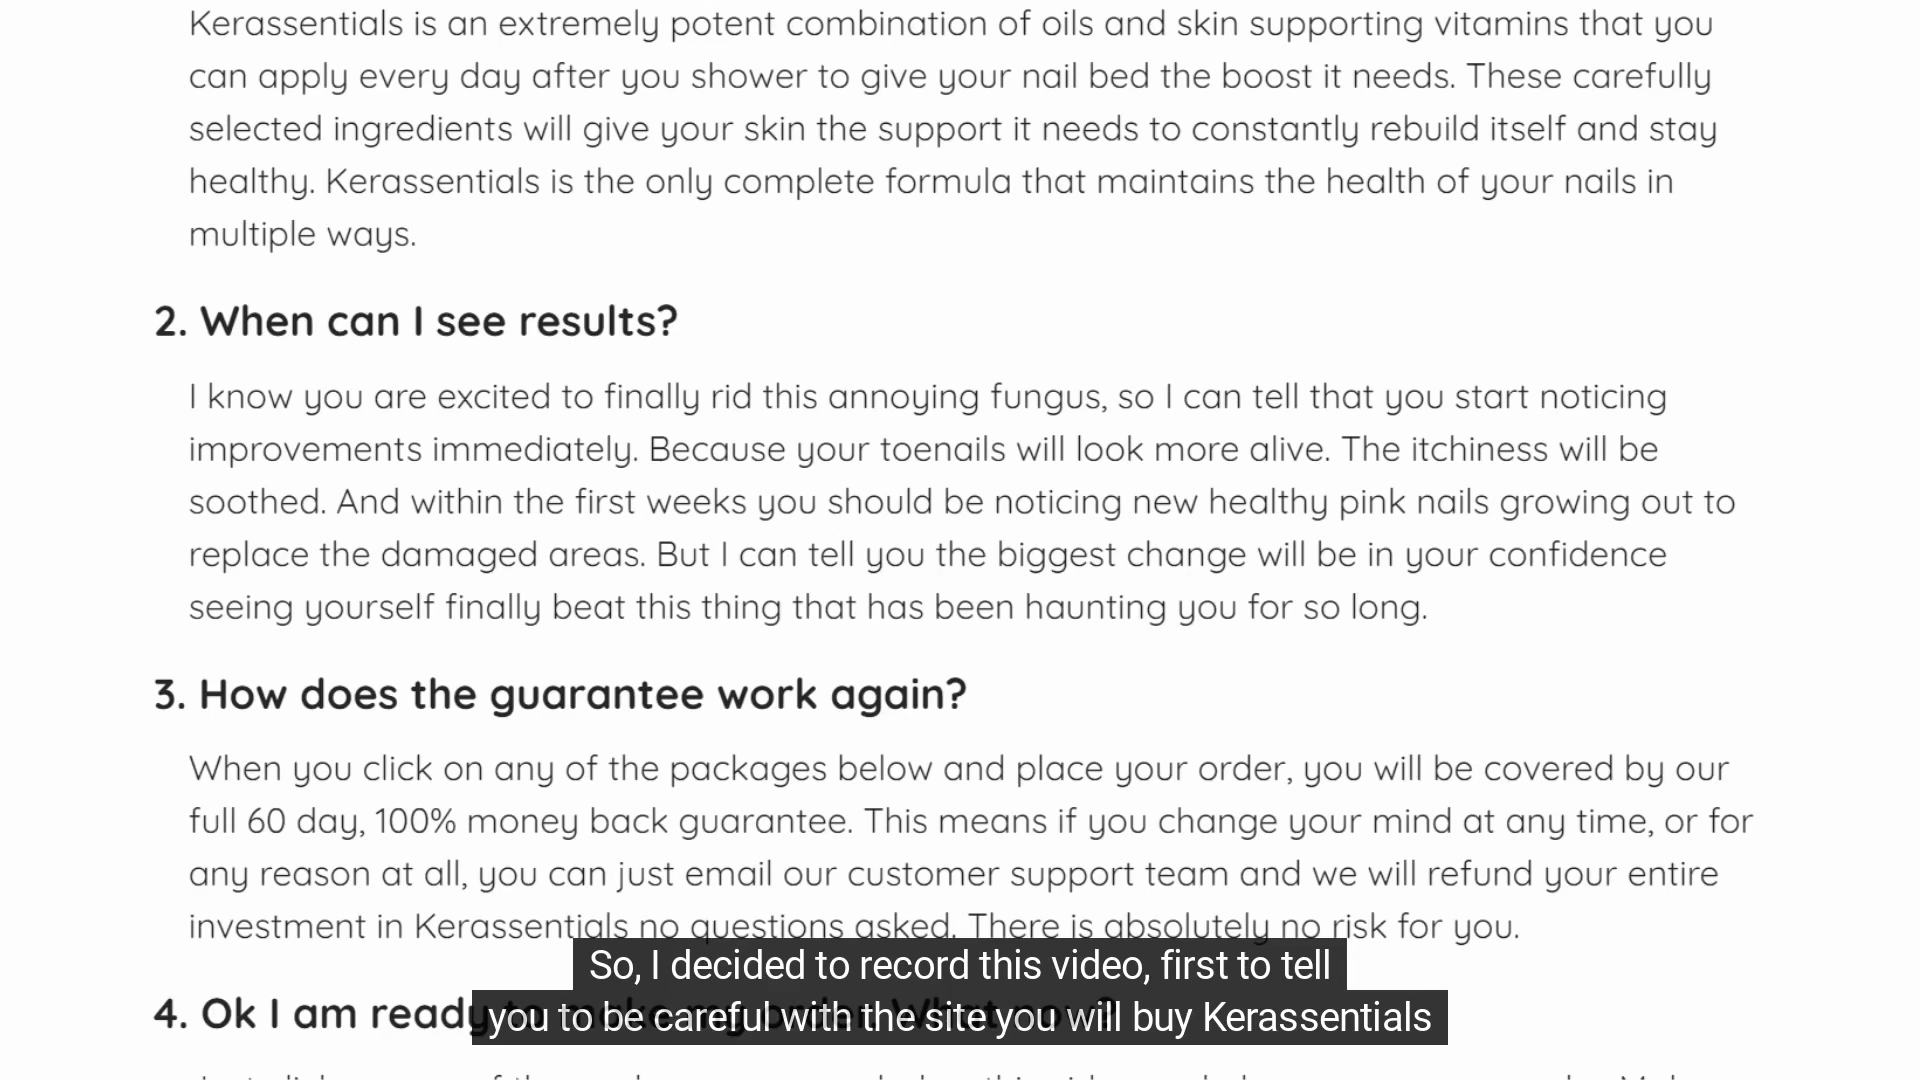 Kerassentials is an extremely potent combination of oils and skin supporting vitamins that you
can apply every day after you shower to give your nail bed the boost it needs. These carefully
selected ingredients will give your skin the support it needs to constantly rebuild itself and stay
healthy. Kerassentials is the only complete formula that maintains the health of your nails in
multiple ways.
2. When can I see results?
I know you are excited to finally rid this annoying fungus, so I can tell that you start noticing
improvements immediately. Because your toenails will look more alive. The itchiness will be
soothed. And within the first weeks you should be noticing new healthy pink nails growing out to
replace the damaged areas. But I can tell you the biggest change will be in your confidence
seeing yourself finally beat this thing that has been haunting you for so long.
3. How does the guarantee work again?
When you click on any of the packages below and place your order, you will be covered by our
full 60 day, 100% money back guarantee. This means if you change your mind at any time, or for
any reason at all, you can just email our customer support team and we will refund your entire
investment in Kerassentials no questions asked. There is absolutely no risk for you.
So, I decided to record this video, first to tell
4. Ok I am ready to make my order. What now?
you to be careful with the site you will buy Kerassentials